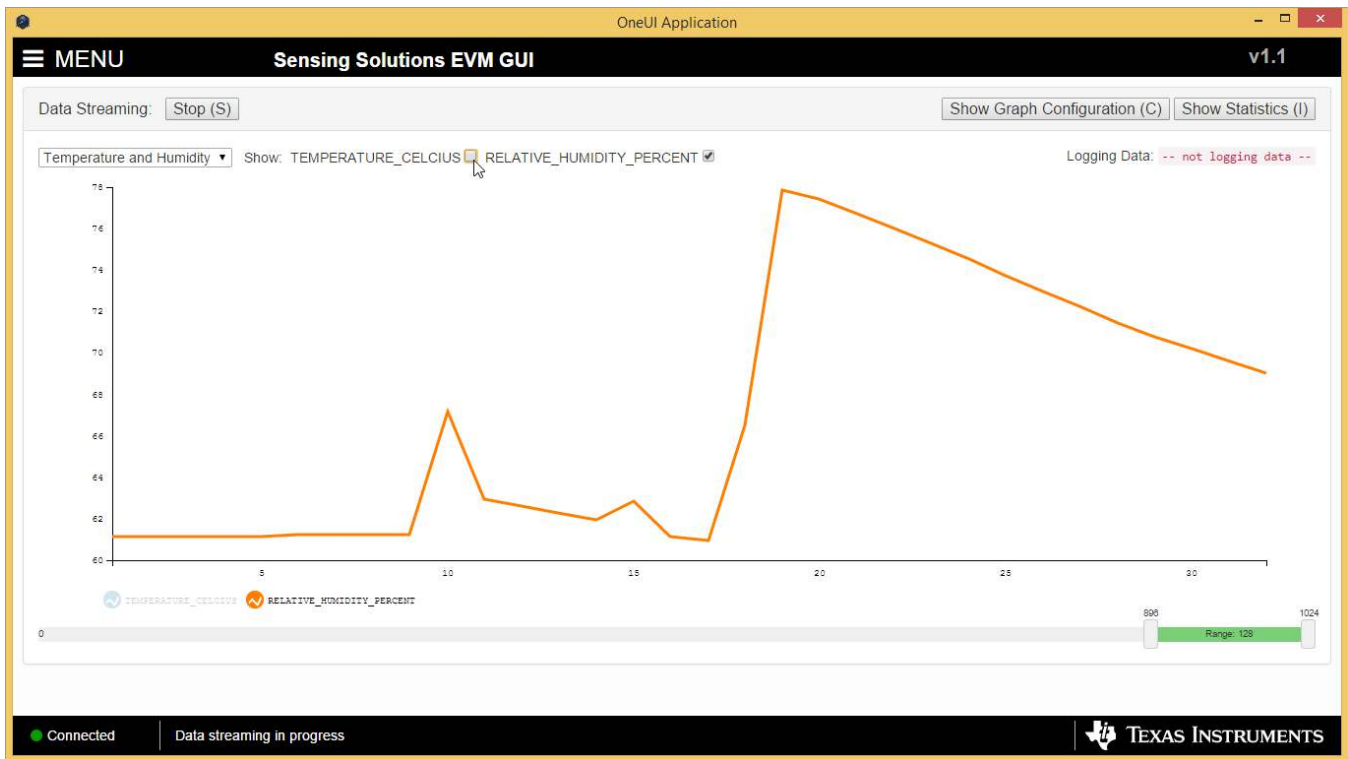 OneUI Application
MENU
Sensing Solutions EVM GUI
v1.1
Data Streaming: Stop (S)
Show Graph Configuration (C) Show Statistics (I)
Temperature and Humidity Show: TEMPERATURE_CELCIUS RELATIVE_HUMIDITY_PERCENT
Logging Data: -- not logging data --
78
76
74
72
70
68
66
64
62
60
5 10 15 20 25 30
TEMPERATURE_CELCIUS RELATIVE_HUMIDITY_PERCENT
896 1024
0 Range: 128
Connected Data streaming in progress
TEXAS INSTRUMENTS